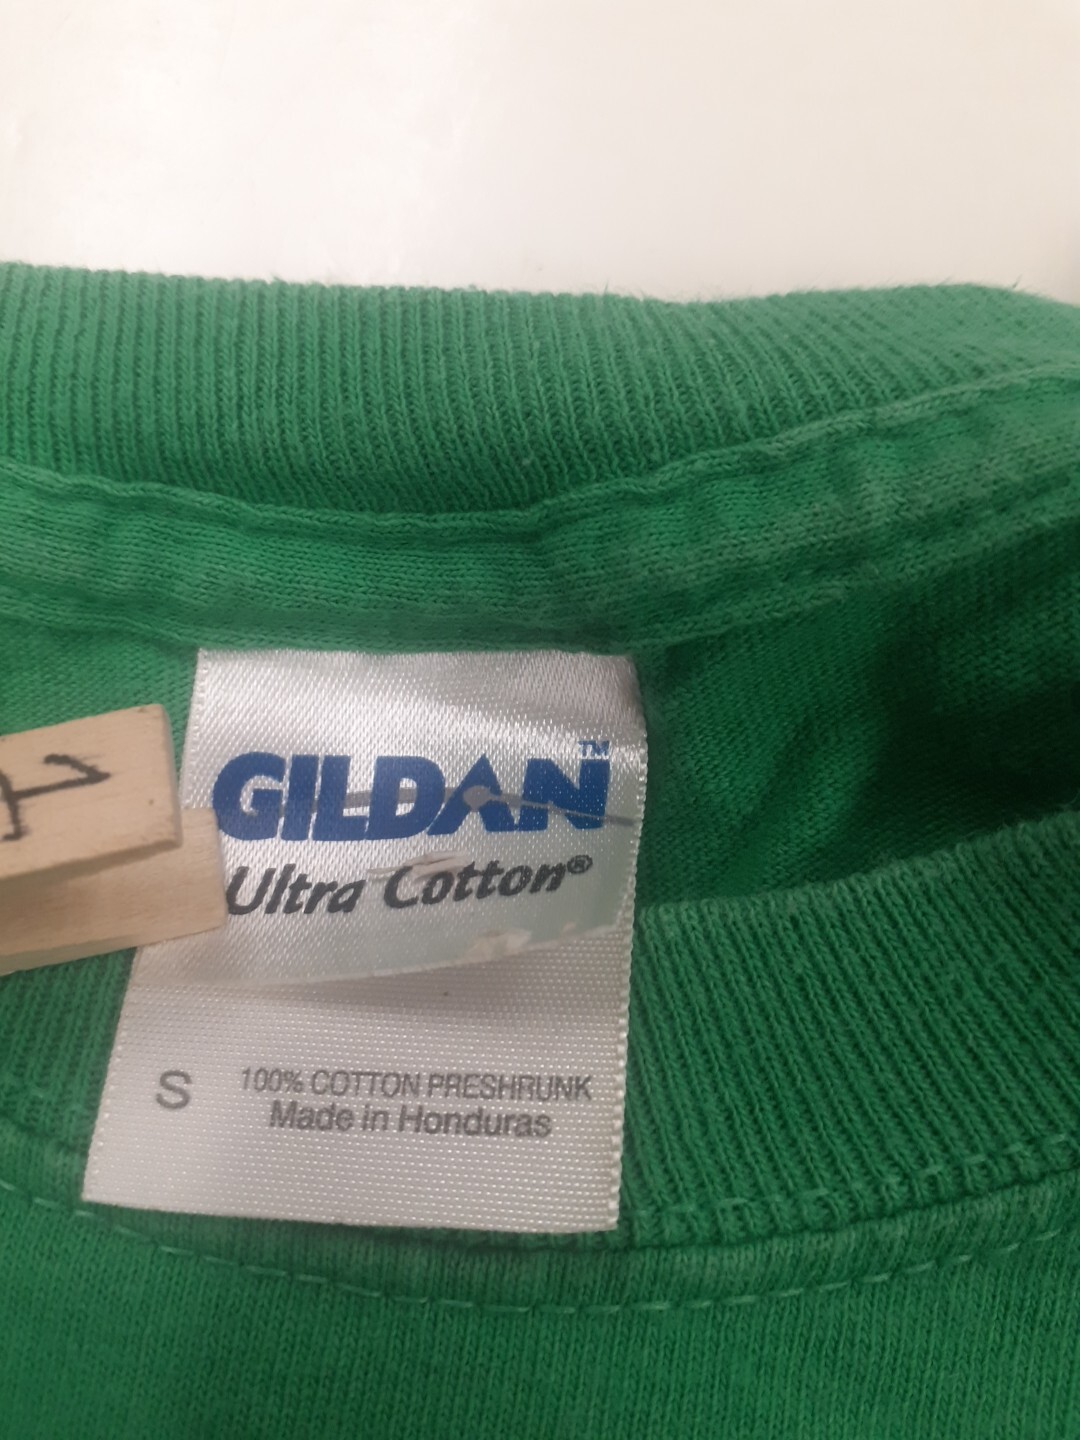 GILDAN™
Ultra Cotton®
S
100% COTTON PRESHRUNK
Made in Honduras